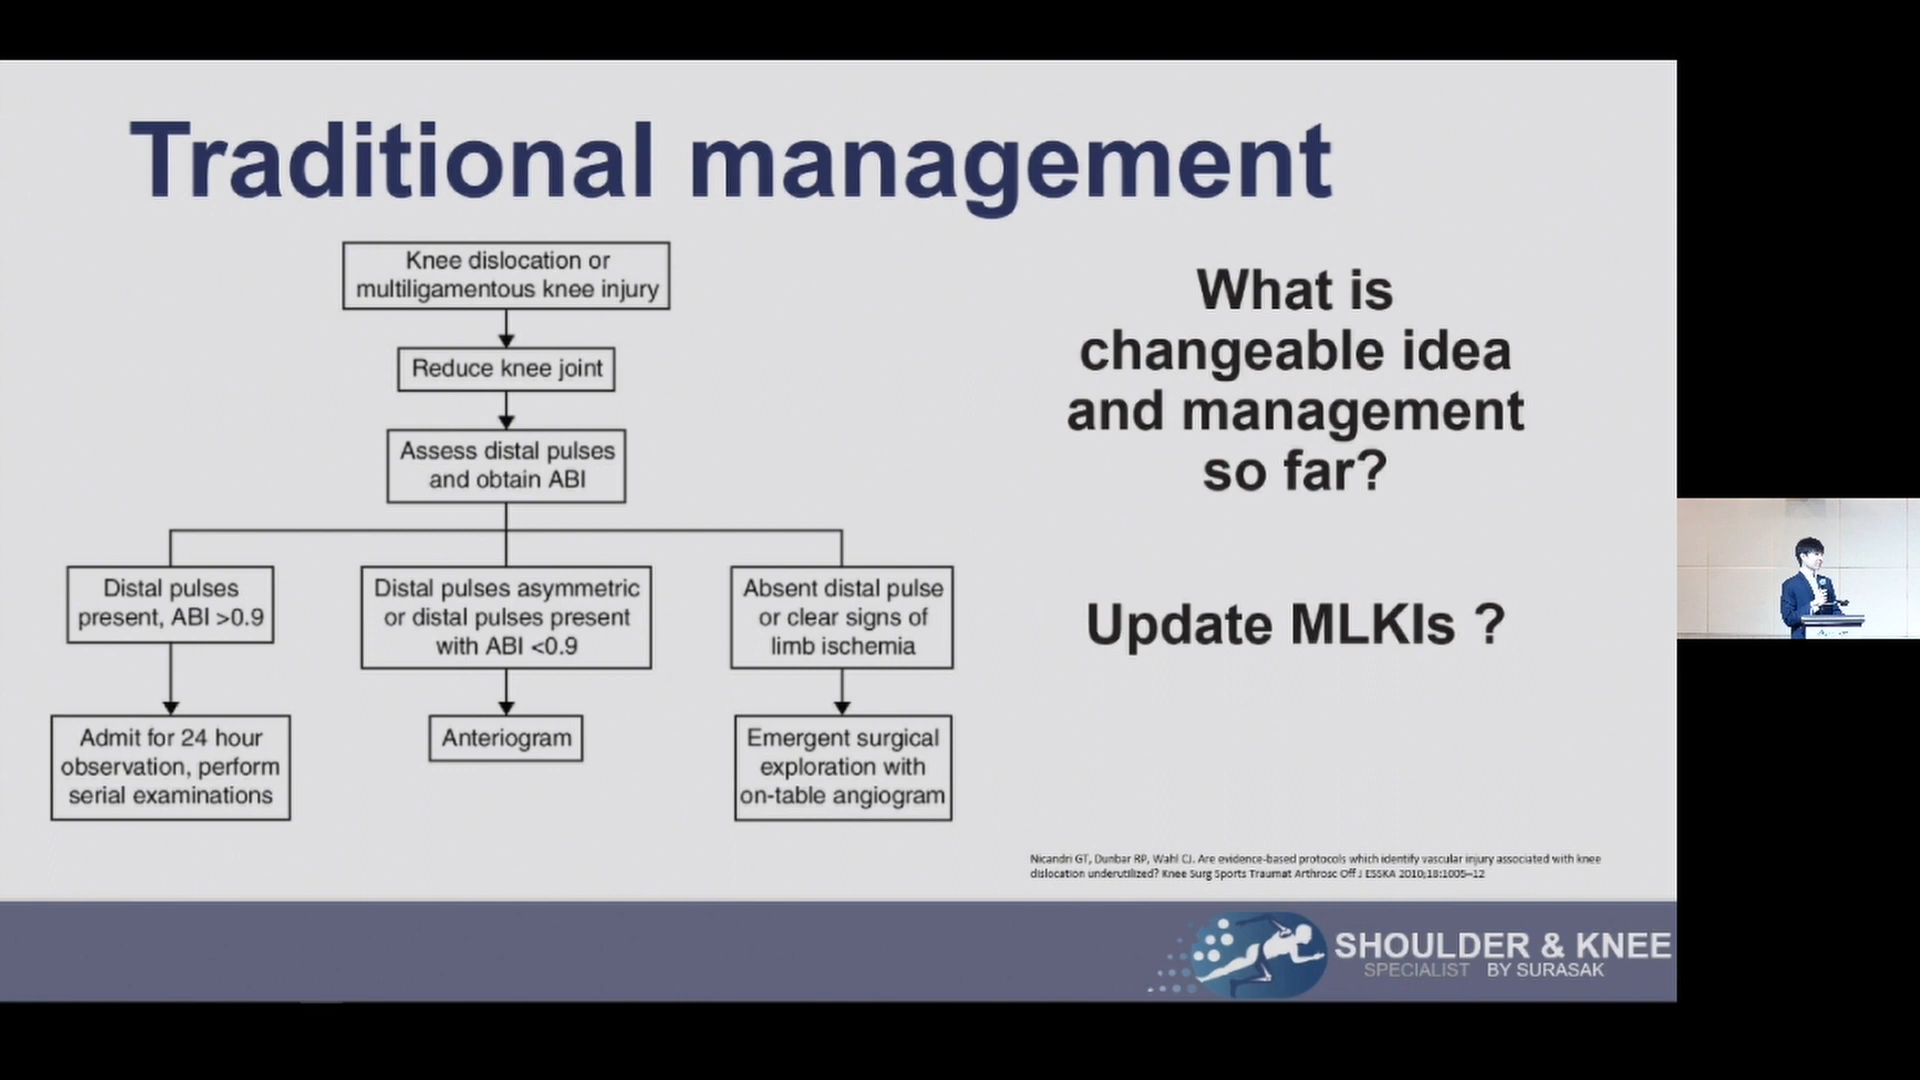 Traditional management
Knee dislocation or
multiligamentous knee injury
Reduce knee joint
Assess distal pulses
and obtain ABI
Distal pulses
present, ABI >0.9
Distal pulses asymmetric
or distal pulses present
with ABI <0.9
Absent distal pulse
or clear signs of
limb ischemia
Admit for 24 hour
observation, perform
serial examinations
Anteriogram
Emergent surgical
exploration with
on-table angiogram
What is
changeable idea
and management
so far?
Update MLKIs ?
Nicandri GT, Dunbar RP, Wahl CJ. Are evidence-based protocols which identify vascular injury associated with knee
dislocation underutilized? Knee Surg Sports Traumat Arthrosc Off J ESSKA 2010;18:1005–12
SHOULDER & KNEE
SPECIALIST BY SURASAK